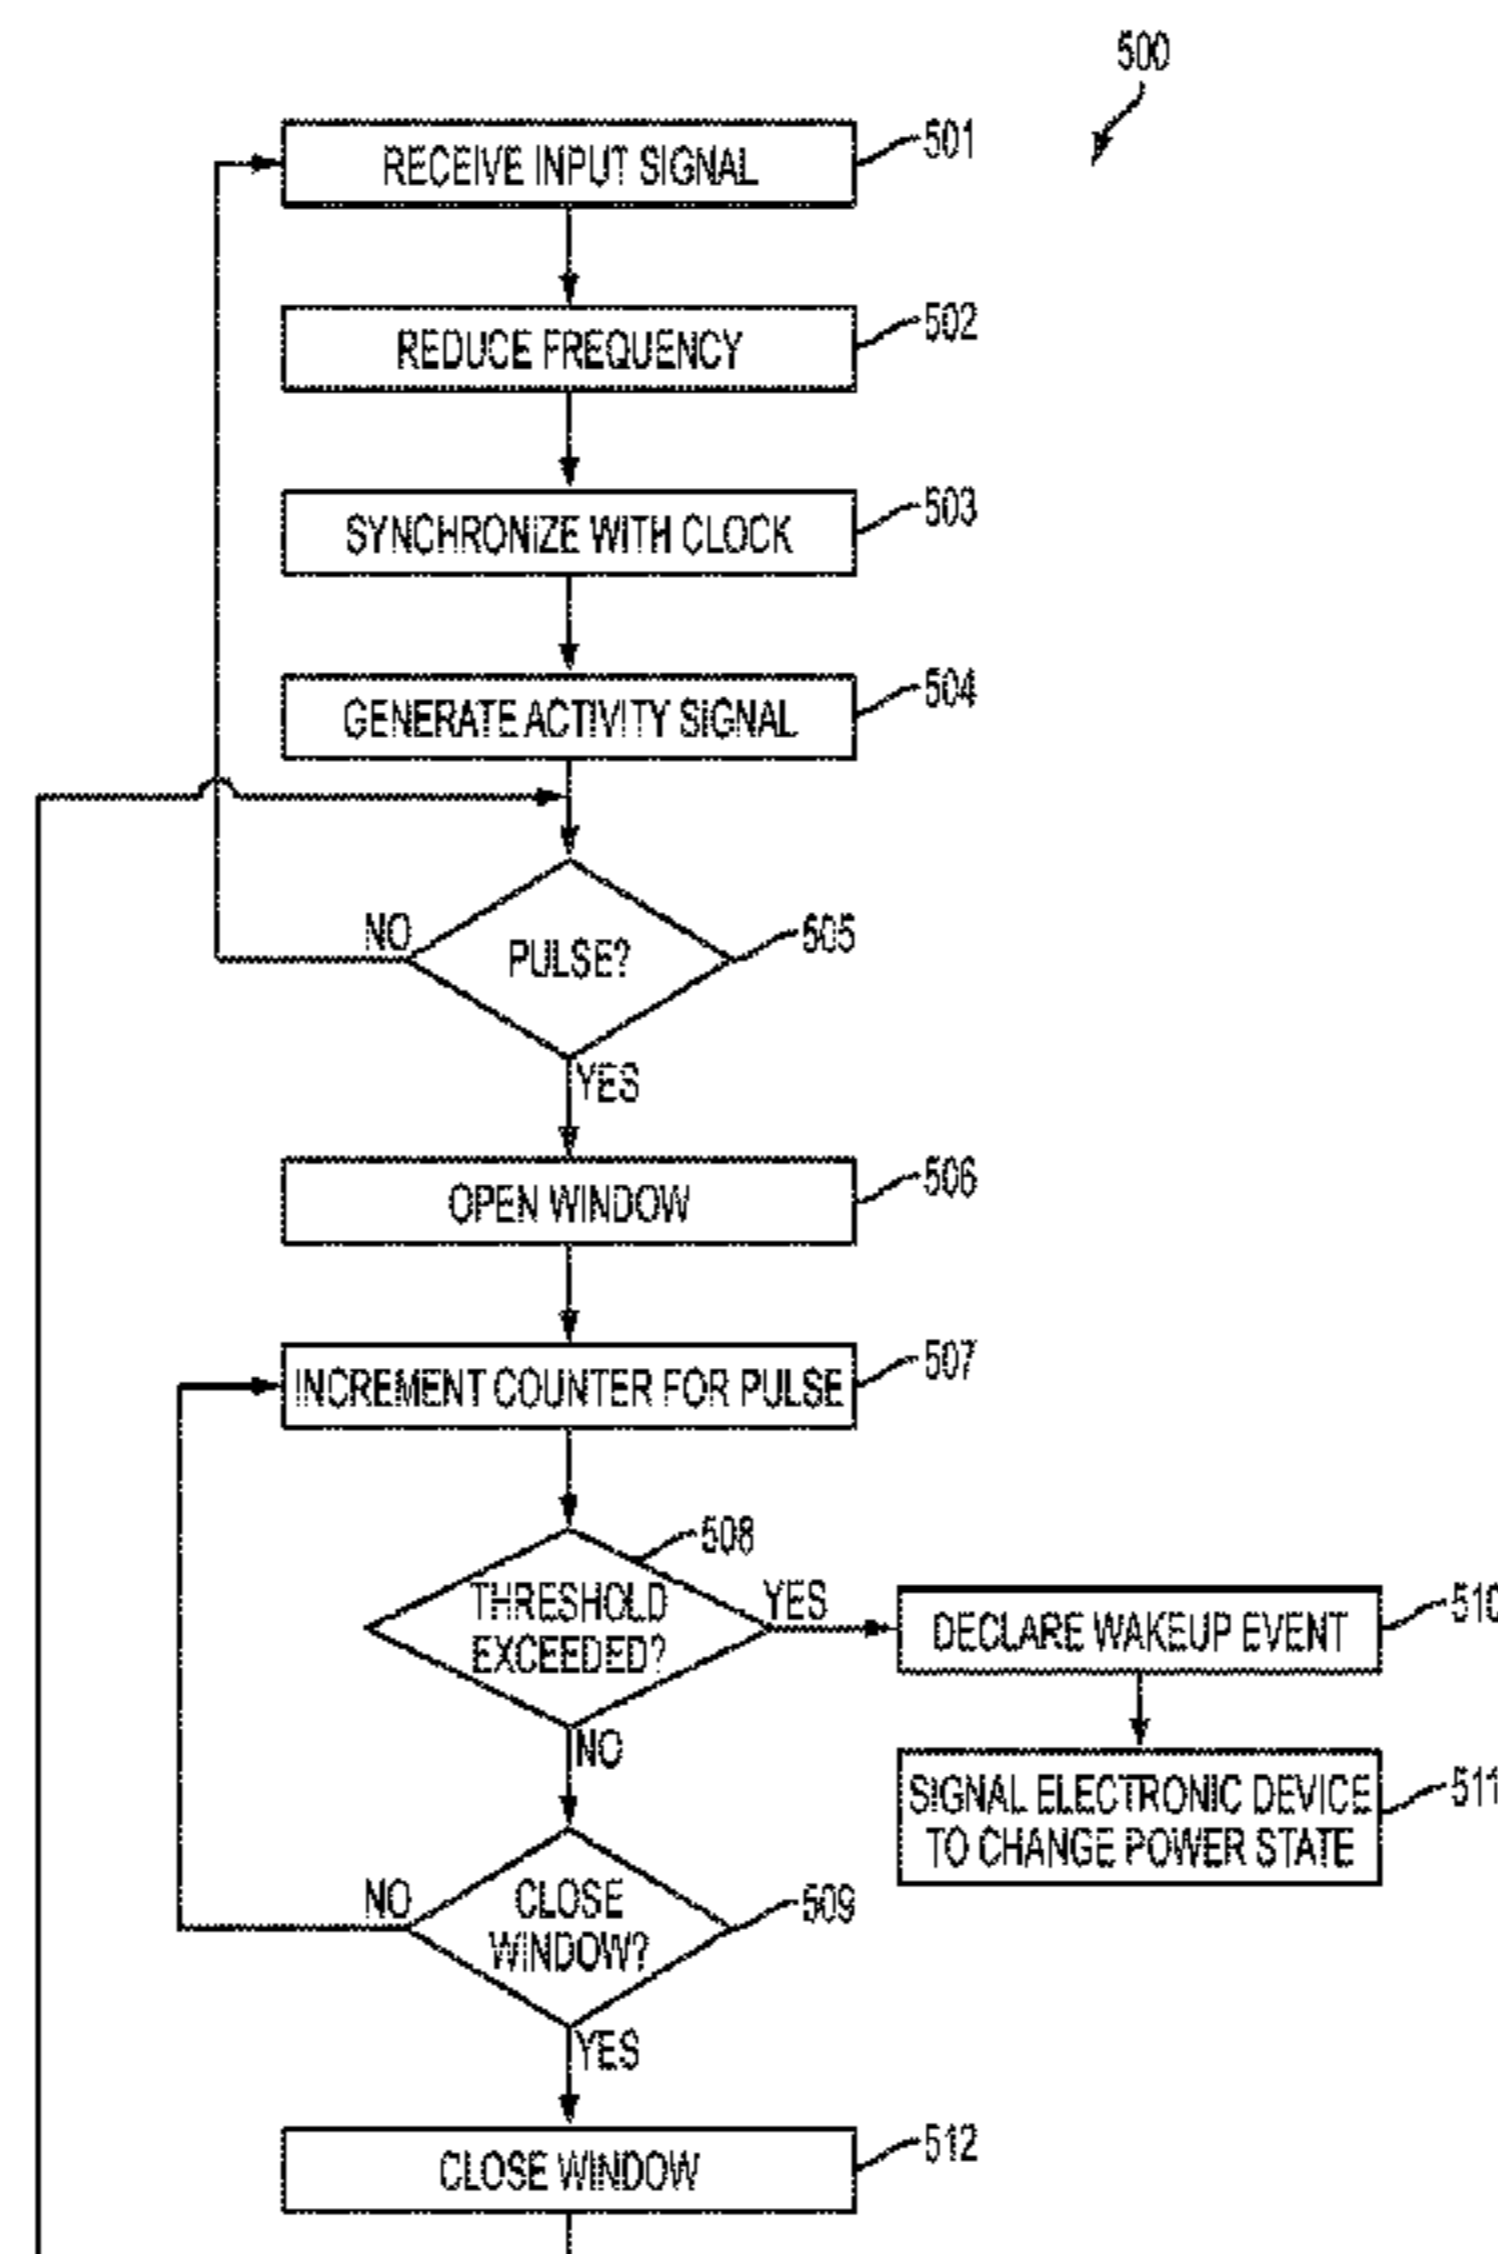 500
RECEIVE INPUT SIGNAL
501
REDUCE FREQUENCY
502
SYNCHRONIZE WITH CLOCK
503
GENERATE ACTIVITY SIGNAL
504
PULSE?
505
NO
YES
OPEN WINDOW
506
INCREMENT COUNTER FOR PULSE
507
THRESHOLD
EXCEEDED?
508
YES
NO
DECLARE WAKEUP EVENT
510
SIGNAL ELECTRONIC DEVICE
TO CHANGE POWER STATE
511
CLOSE
WINDOW?
509
NO
YES
CLOSE WINDOW
512